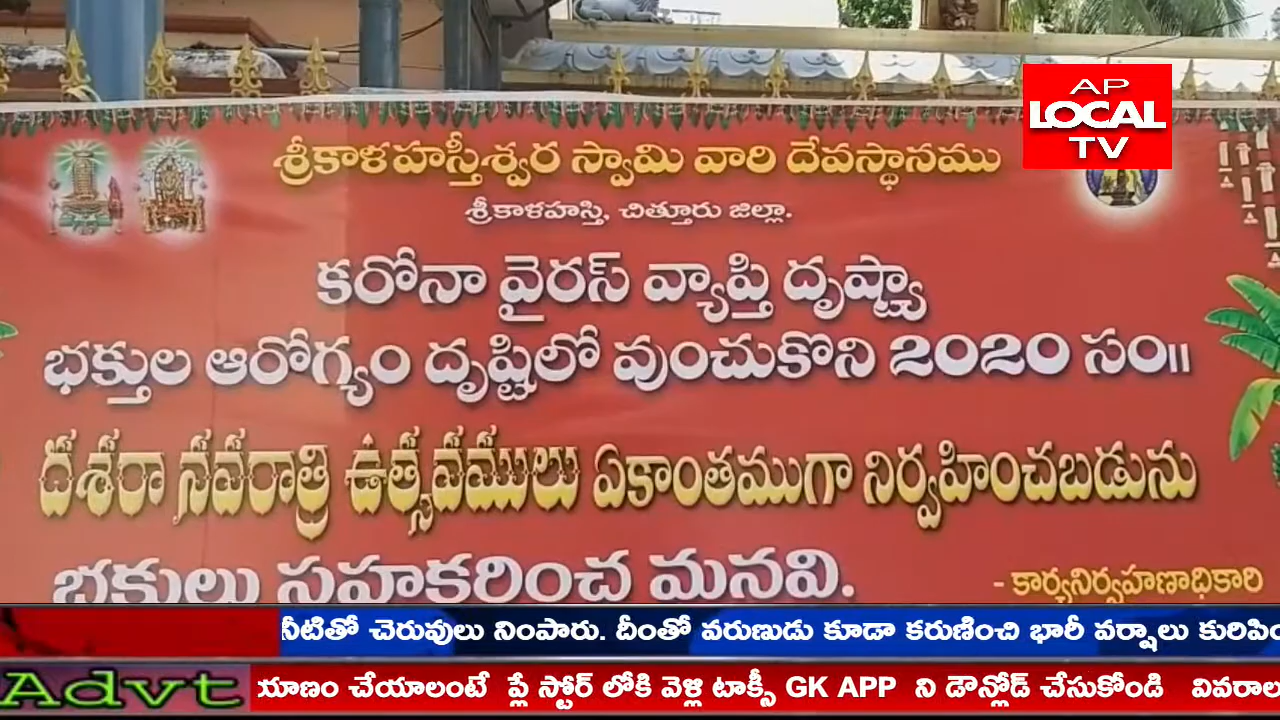 AP
LOCAL
TV
శ్రీకాళహస్తీశ్వర స్వామి వారి దేవస్థానము
శ్రీకాళహస్తి, చిత్తూరు జిల్లా.
కరోనా వైరస్ వ్యాప్తి దృష్ట్యా
భక్తుల ఆరోగ్యం దృష్టిలో వుంచుకొని 2020 సం||
దశరా నవరాత్రి ఉత్సవములు ఏకాంతముగా నిర్వహించబడును
భక్తులు సహకరించ మనవి.
- కార్యనిర్వహణాధికారి
నీటితో చెరువులు నింపారు. దీంతో వరుణుడు కూడా కరుణించి భారీ వర్షాలు కురిపిం
Advt
యాణం చేయాలంటే ప్లే స్టోర్ లోకి వెళ్లి టాక్సీ GK APP ని డౌన్లోడ్ చేసుకోండి వివరాల